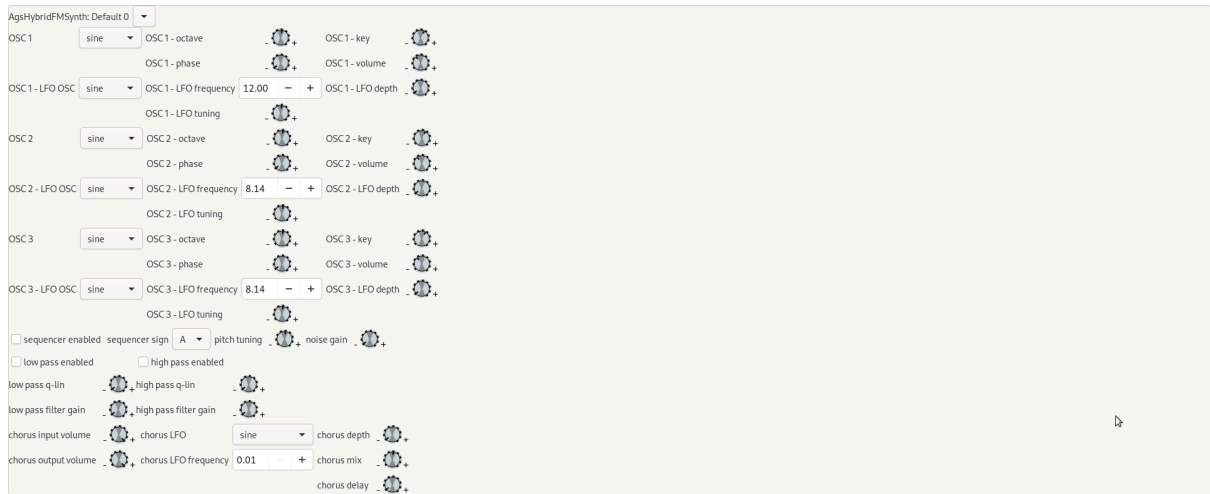 AgsHybridFMSynth: Default 0
OSC 1 sine OSC 1 - octave - + OSC 1 - key - +
OSC 1 - phase - + OSC 1 - volume - +
OSC 1 - LFO OSC sine OSC 1 - LFO frequency 12.00 − + OSC 1 - LFO depth - +
OSC 1 - LFO tuning - +
OSC 2 sine OSC 2 - octave - + OSC 2 - key - +
OSC 2 - phase - + OSC 2 - volume - +
OSC 2 - LFO OSC sine OSC 2 - LFO frequency 8.14 − + OSC 2 - LFO depth - +
OSC 2 - LFO tuning - +
OSC 3 sine OSC 3 - octave - + OSC 3 - key - +
OSC 3 - phase - + OSC 3 - volume - +
OSC 3 - LFO OSC sine OSC 3 - LFO frequency 8.14 − + OSC 3 - LFO depth - +
OSC 3 - LFO tuning - +
sequencer enabled sequencer sign A pitch tuning - + noise gain - +
low pass enabled high pass enabled
low pass q-lin - + high pass q-lin - +
low pass filter gain - + high pass filter gain - +
chorus input volume - + chorus LFO sine chorus depth - +
chorus output volume - + chorus LFO frequency 0.01 − + chorus mix - +
chorus delay - +